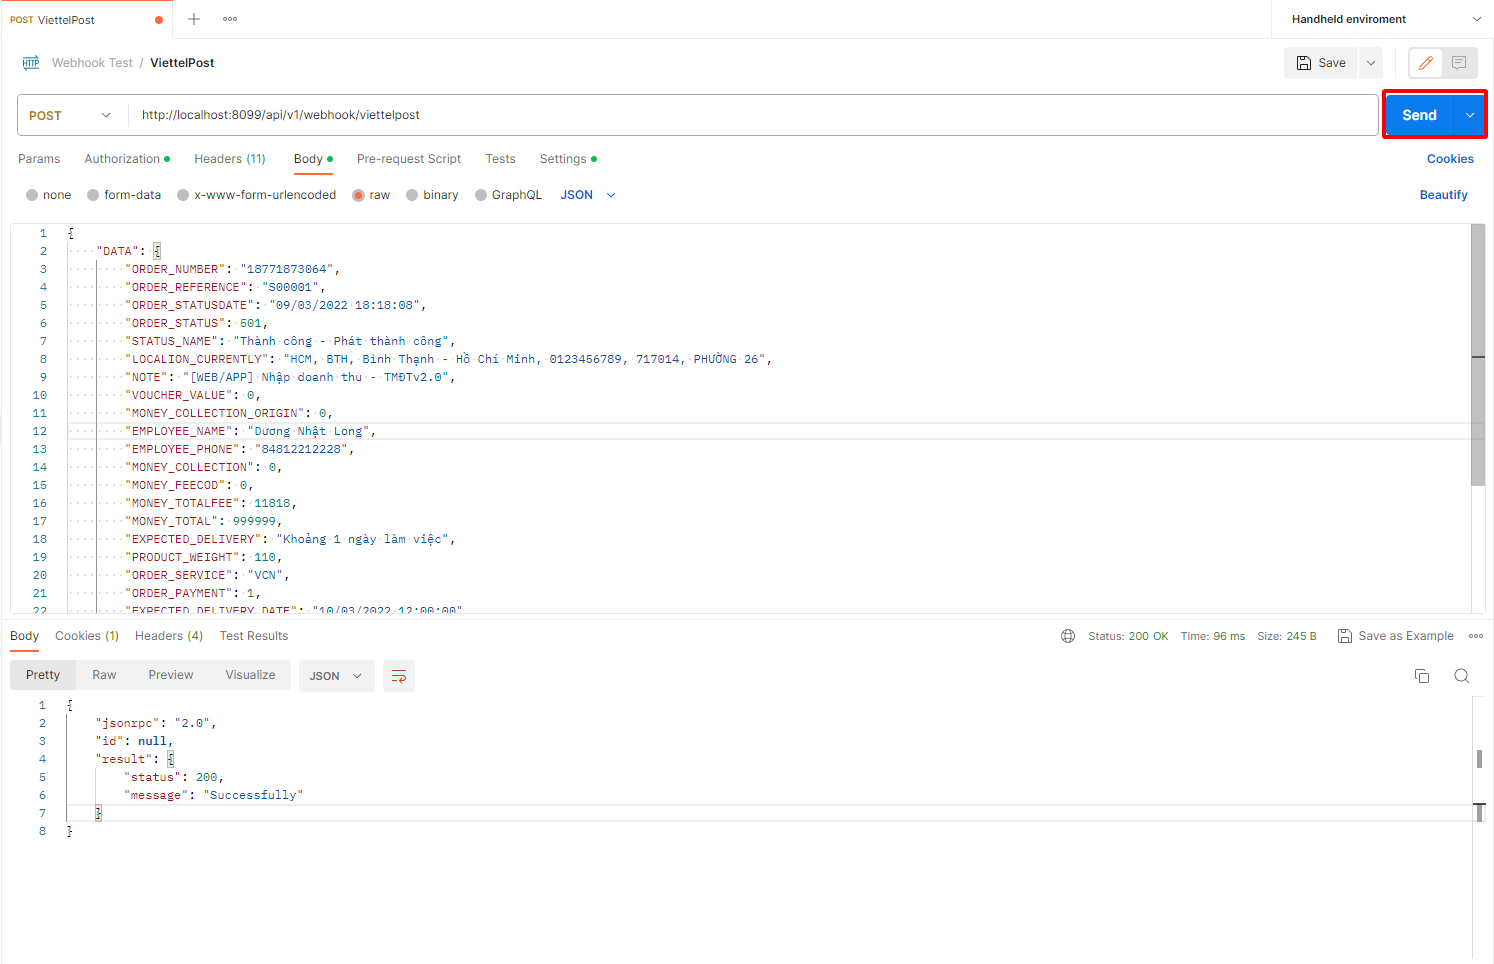 POST ViettelPost
Handheld enviroment
HTTP Webhook Test / ViettelPost
Save
POST http://localhost:8099/api/v1/webhook/viettelpost Send
Params Authorization Headers (11) Body Pre-request Script Tests Settings Cookies
none form-data x-www-form-urlencoded raw binary GraphQL JSON Beautify
1 {
2 "DATA": {
3 "ORDER_NUMBER": "18771873064",
4 "ORDER_REFERENCE": "S00001",
5 "ORDER_STATUSDATE": "09/03/2022 18:18:08",
6 "ORDER_STATUS": 501,
7 "STATUS_NAME": "Thành công - Phát thành công",
8 "LOCALION_CURRENTLY": "HCM, BTH, Bình Thạnh - Hồ Chí Minh, 0123456789, 717014, PHƯỜNG 26",
9 "NOTE": "[WEB/APP] Nhập doanh thu - TMĐTv2.0",
10 "VOUCHER_VALUE": 0,
11 "MONEY_COLLECTION_ORIGIN": 0,
12 "EMPLOYEE_NAME": "Dương Nhật Long",
13 "EMPLOYEE_PHONE": "84812212228",
14 "MONEY_COLLECTION": 0,
15 "MONEY_FEECOD": 0,
16 "MONEY_TOTALFEE": 11818,
17 "MONEY_TOTAL": 999999,
18 "EXPECTED_DELIVERY": "Khoảng 1 ngày làm việc",
19 "PRODUCT_WEIGHT": 110,
20 "ORDER_SERVICE": "VCN",
21 "ORDER_PAYMENT": 1,
22 "EXPECTED_DELIVERY_DATE": "10/03/2022 12:00:00"
Body Cookies (1) Headers (4) Test Results Status: 200 OK Time: 96 ms Size: 245 B Save as Example
Pretty Raw Preview Visualize JSON
1 {
2 "jsonrpc": "2.0",
3 "id": null,
4 "result": {
5 "status": 200,
6 "message": "Successfully"
7 }
8 }